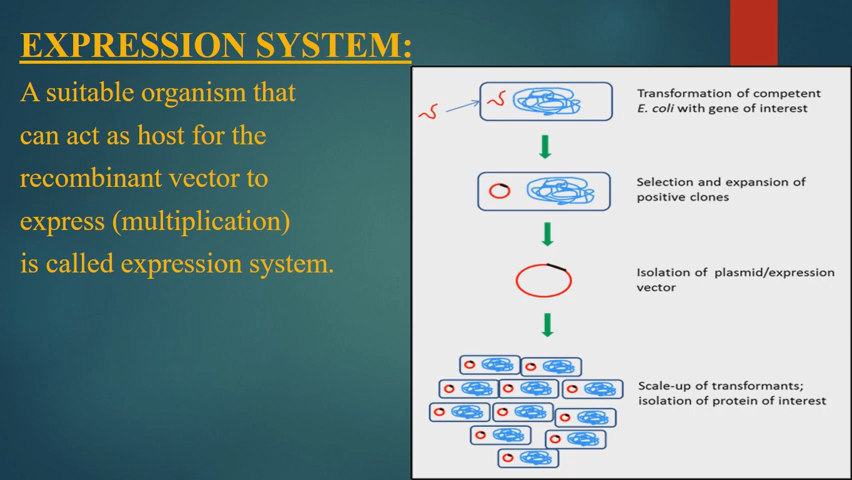 EXPRESSION SYSTEM:
A suitable organism that
can act as host for the
recombinant vector to
express (multiplication)
is called expression system.
Transformation of competent
E. coli with gene of interest
Selection and expansion of
positive clones
Isolation of plasmid/expression
vector
Scale-up of transformants;
isolation of protein of interest